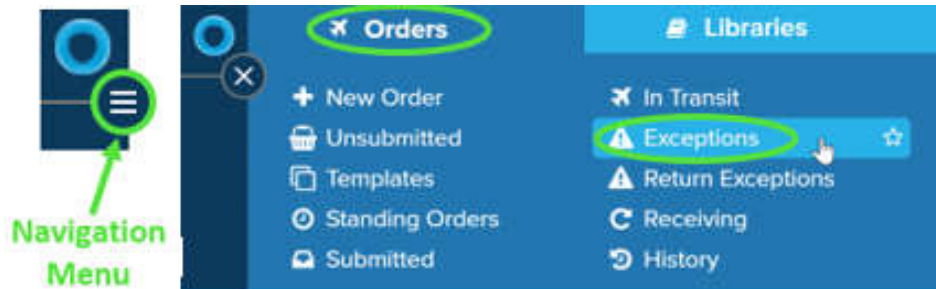 Orders
Libraries
New Order
Unsubmitted
Templates
Standing Orders
Submitted
In Transit
Exceptions
Return Exceptions
Receiving
History
Navigation
Menu